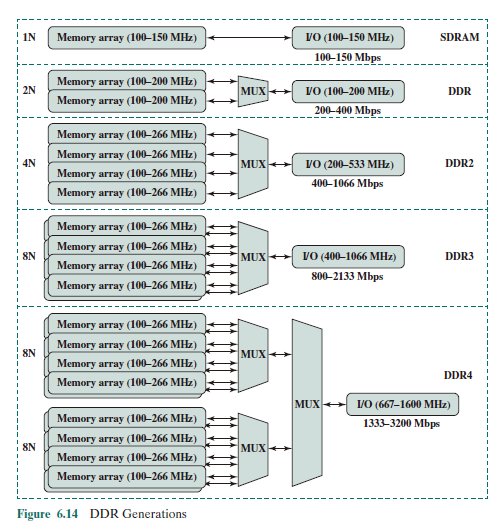 1N Memory array (100–150 MHz) I/O (100–150 MHz) SDRAM
100–150 Mbps
Memory array (100–200 MHz)
2N MUX I/O (100–200 MHz) DDR
Memory array (100–200 MHz)
200–400 Mbps
Memory array (100–266 MHz)
Memory array (100–266 MHz)
4N MUX I/O (200–533 MHz) DDR2
Memory array (100–266 MHz)
400–1066 Mbps
Memory array (100–266 MHz)
Memory array (100–266 MHz)
Memory array (100–266 MHz)
8N MUX I/O (400–1066 MHz) DDR3
Memory array (100–266 MHz)
800–2133 Mbps
Memory array (100–266 MHz)
Memory array (100–266 MHz)
Memory array (100–266 MHz)
8N MUX
Memory array (100–266 MHz)
DDR4
Memory array (100–266 MHz)
MUX I/O (667–1600 MHz)
Memory array (100–266 MHz)
1333–3200 Mbps
Memory array (100–266 MHz)
8N MUX
Memory array (100–266 MHz)
Memory array (100–266 MHz)
Figure 6.14 DDR Generations